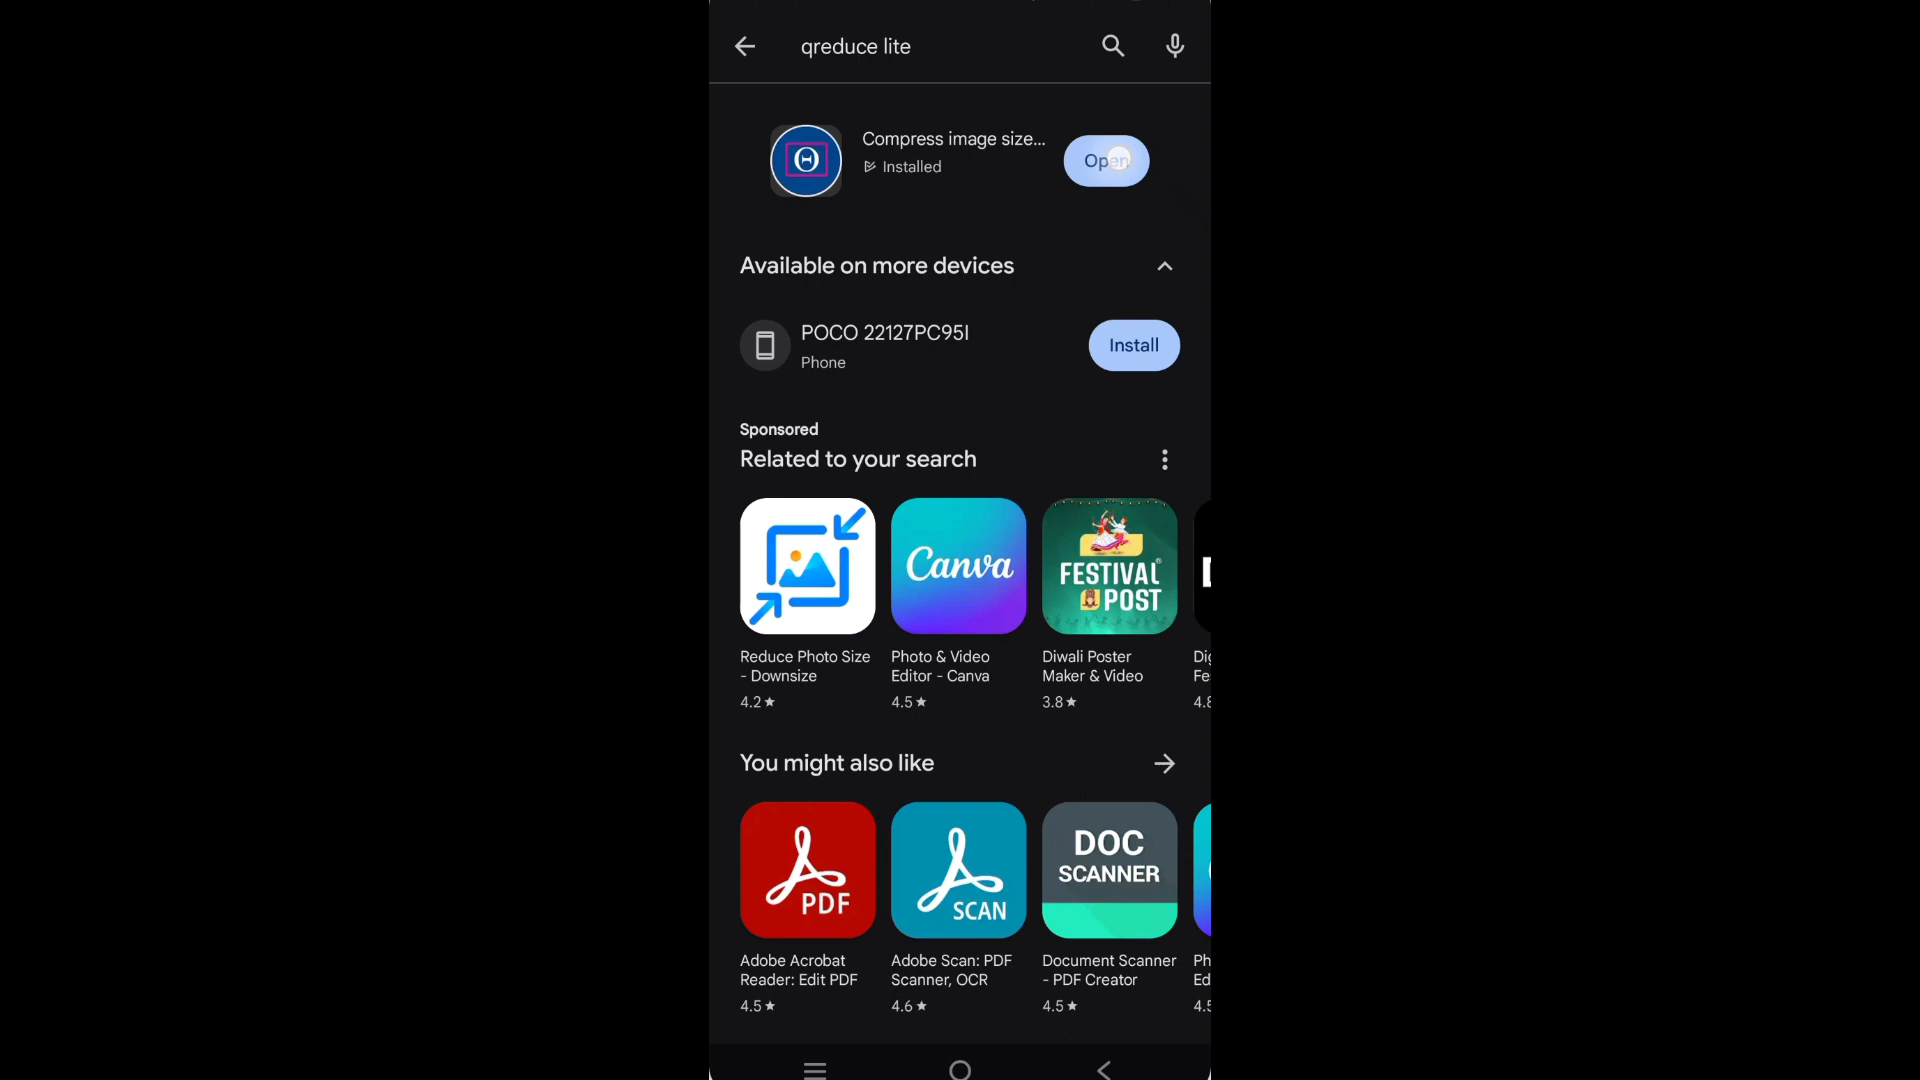 qreduce lite
Compress image size...
Installed
Open
Available on more devices
POCO 22127PC95I
Phone
Install
Sponsored
Related to your search
Canva
FESTIVAL
POST
Reduce Photo Size
- Downsize
4.2★
Photo & Video
Editor - Canva
4.5★
Diwali Poster
Maker & Video
3.8★
4.8
You might also like
PDF
SCAN
DOC
SCANNER
Adobe Acrobat
Reader: Edit PDF
4.5★
Adobe Scan: PDF
Scanner, OCR
4.6★
Document Scanner
- PDF Creator
4.5★
Ph
Ed
4.5